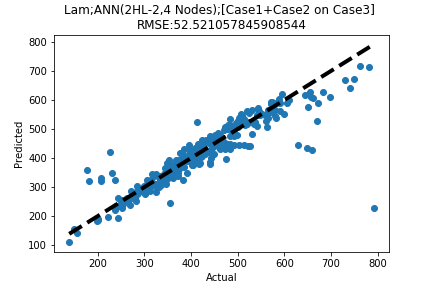 Lam;ANN(2HL-2,4 Nodes);[Case1+Case2 on Case3]
RMSE:52.521057845908544
800
700
600
500
400
300
200
100
Predicted
200 300 400 500 600 700 800
Actual